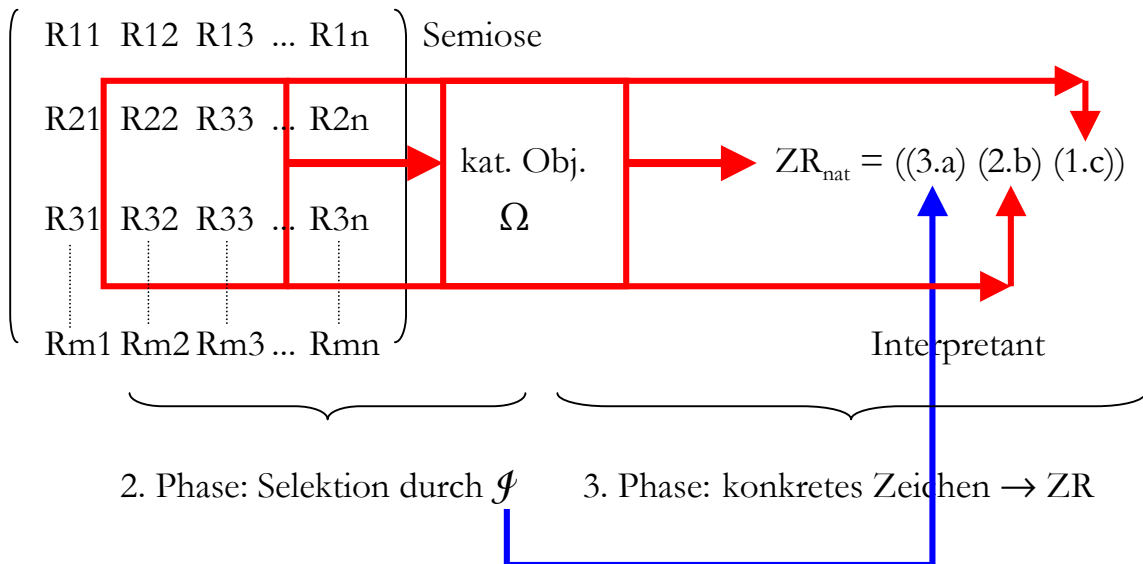 R11 R12 R13 ... R1n Semiose
R21 R22 R33 ... R2n
kat. Obj. ZRnat = ((3.a) (2.b) (1.c))
R31 R32 R33 ... R3n Ω
Rm1 Rm2 Rm3 ... Rmn Interpretant
2. Phase: Selektion durch ℐ 3. Phase: konkretes Zeichen → ZR